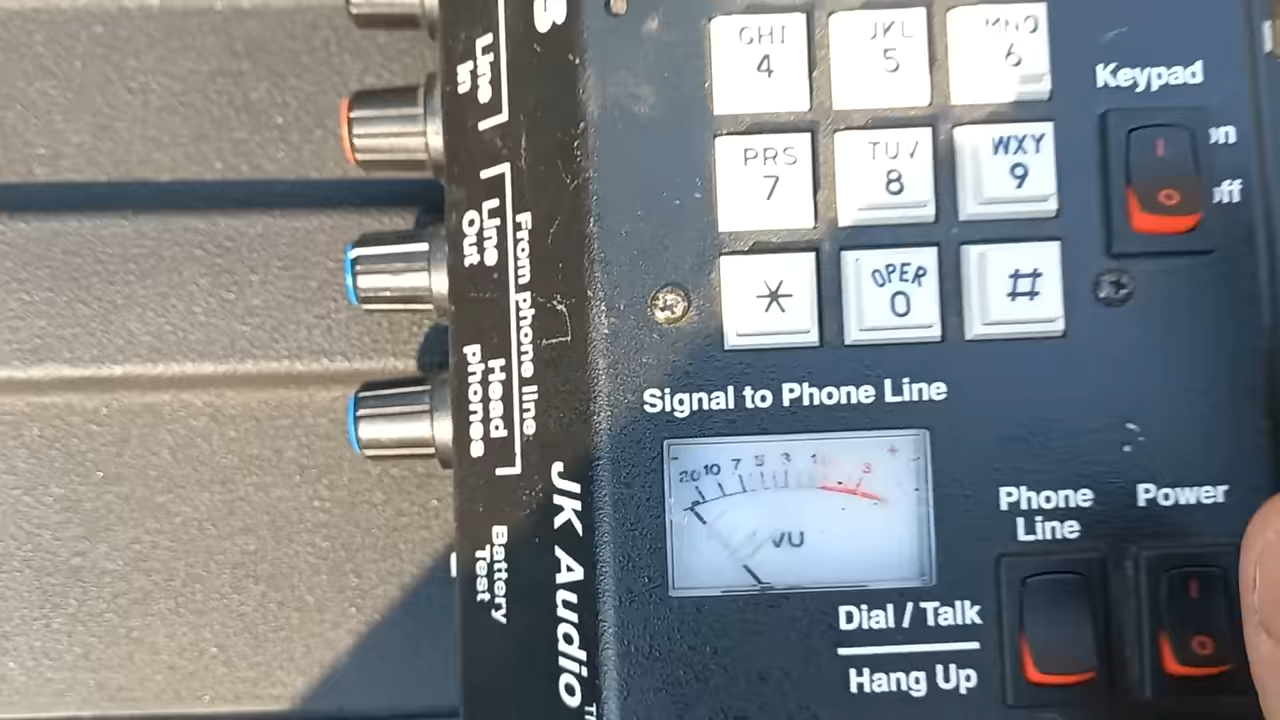 Line
In
From phone line
Line
Out
Head
phones
Battery
Test
JK Audio
GHI
4
JKL
5
MNO
6
PRS
7
TUV
8
WXY
9
*
OPER
0
#
Keypad
Signal to Phone Line
20 10 7 5 3 1 3 +
VU
Phone
Line
Power
Dial / Talk
Hang Up